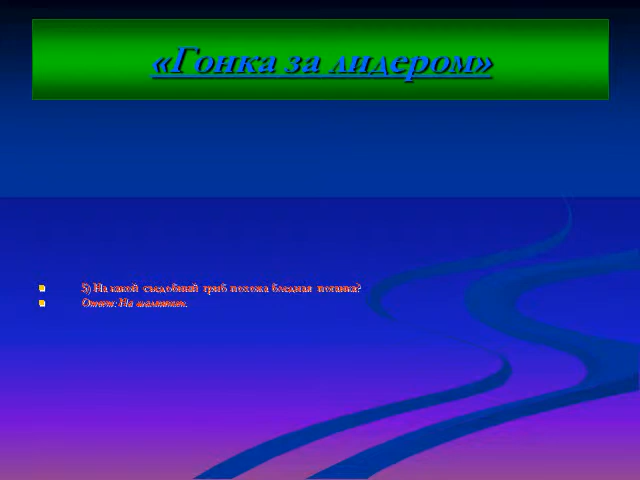 «Гонка за лидером»
5) На какой съедобный гриб похожа бледная поганка?
Ответ: На шампиньон.